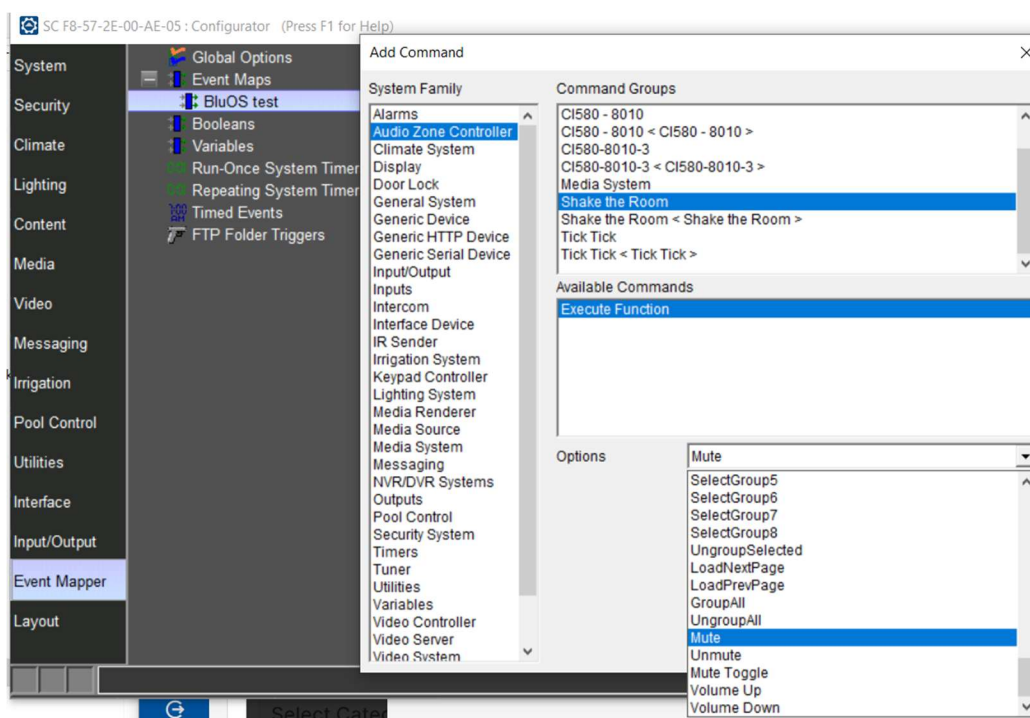 SC F8-57-2E-00-AE-05 : Configurator (Press F1 for Help)
System
Security
Climate
Lighting
Content
Media
Video
Messaging
Irrigation
Pool Control
Utilities
Interface
Input/Output
Event Mapper
Layout
Global Options
Event Maps
BluOS test
Booleans
Variables
Run-Once System Timer
Repeating System Timer
Timed Events
FTP Folder Triggers
Add Command
System Family
Alarms
Audio Zone Controller
Climate System
Display
Door Lock
General System
Generic Device
Generic HTTP Device
Generic Serial Device
Input/Output
Inputs
Intercom
Interface Device
IR Sender
Irrigation System
Keypad Controller
Lighting System
Media Renderer
Media Source
Media System
Messaging
NVR/DVR Systems
Outputs
Pool Control
Security System
Timers
Tuner
Utilities
Variables
Video Controller
Video Server
Video System
Command Groups
CI580 - 8010
CI580 - 8010 < CI580 - 8010 >
CI580-8010-3
CI580-8010-3 < CI580-8010-3 >
Media System
Shake the Room
Shake the Room < Shake the Room >
Tick Tick
Tick Tick < Tick Tick >
Available Commands
Execute Function
Options
Mute
SelectGroup5
SelectGroup6
SelectGroup7
SelectGroup8
UngroupSelected
LoadNextPage
LoadPrevPage
GroupAll
UngroupAll
Mute
Unmute
Mute Toggle
Volume Up
Volume Down